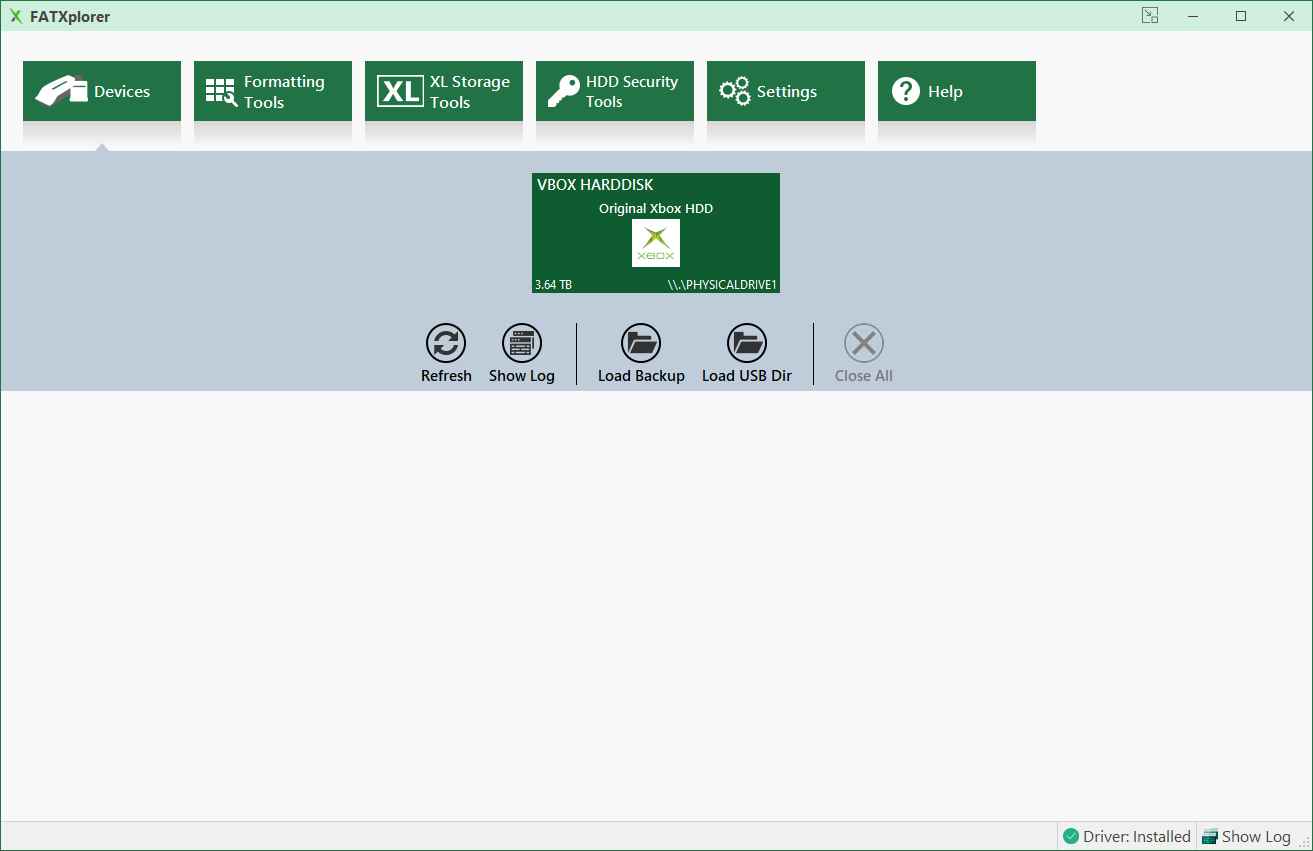 FATXplorer
Devices
Formatting
Tools
XL
XL Storage
Tools
HDD Security
Tools
Settings
? Help
VBOX HARDDISK
Original Xbox HDD
XBOX
3.64 TB
\\.\PHYSICALDRIVE1
Refresh
Show Log
Load Backup
Load USB Dir
Close All
Driver: Installed
Show Log